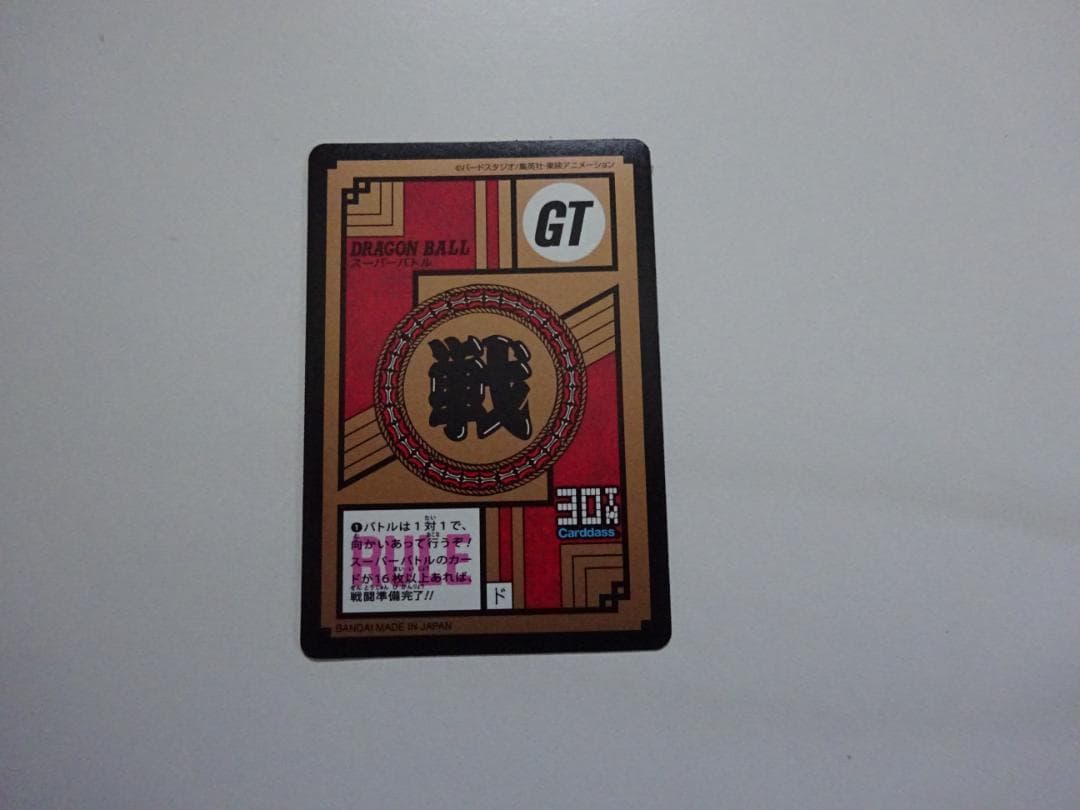 ©バードスタジオ/集英社・東映アニメーション
GT
DRAGON BALL
スーパーバトル
戦
30TH
Carddass
RULE
❶バトルは1対1で、
向かいあって行うぞ!
スーパーバトルのカー
ドが16枚以上あれば、
戦闘準備完了!!
ド
BANDAI MADE IN JAPAN